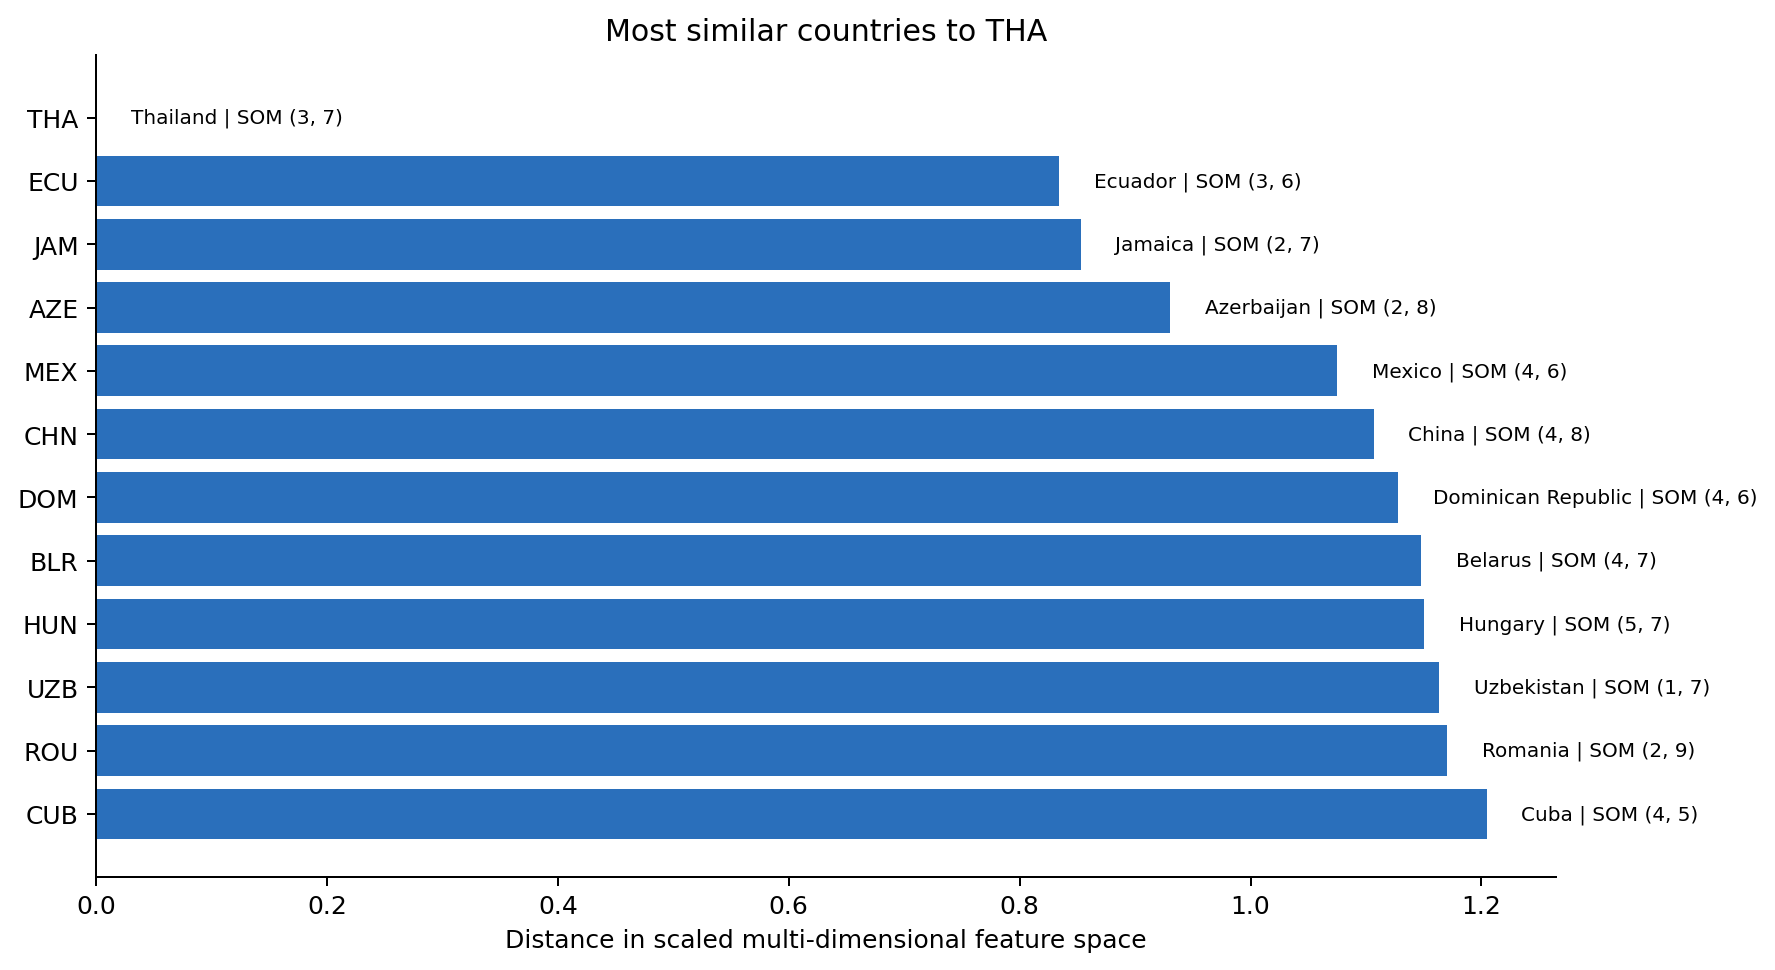 Most similar countries to THA
THA Thailand | SOM (3, 7)
ECU Ecuador | SOM (3, 6)
JAM Jamaica | SOM (2, 7)
AZE Azerbaijan | SOM (2, 8)
MEX Mexico | SOM (4, 6)
CHN China | SOM (4, 8)
DOM Dominican Republic | SOM (4, 6)
BLR Belarus | SOM (4, 7)
HUN Hungary | SOM (5, 7)
UZB Uzbekistan | SOM (1, 7)
ROU Romania | SOM (2, 9)
CUB Cuba | SOM (4, 5)
0.0 0.2 0.4 0.6 0.8 1.0 1.2
Distance in scaled multi-dimensional feature space